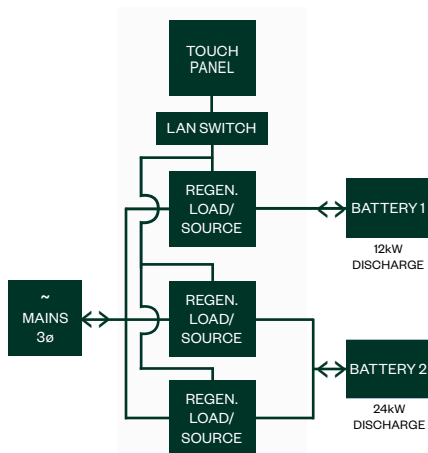 TOUCH
PANEL
LAN SWITCH
REGEN.
LOAD/
SOURCE
BATTERY 1
12kW
DISCHARGE
~
MAINS
3ø
REGEN.
LOAD/
SOURCE
BATTERY 2
24kW
DISCHARGE
REGEN.
LOAD/
SOURCE